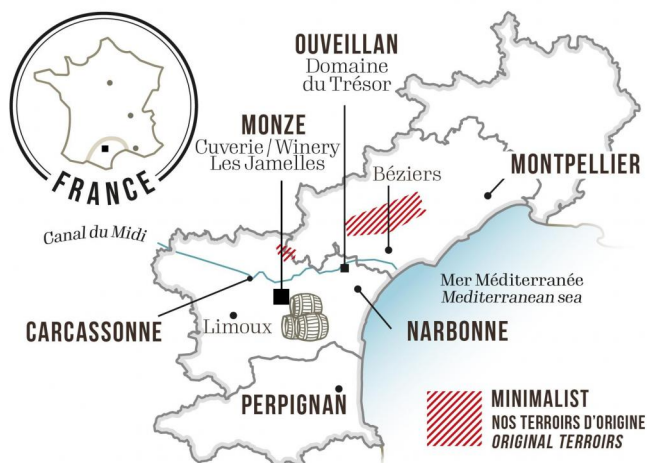 FRANCE
OUVEILLAN
Domaine
du Trésor
MONZE
Cuverie / Winery
Les Jamelles
MONTPELLIER
Béziers
Canal du Midi
Mer Méditerranée
Mediterranean sea
CARCASSONNE
Limoux
NARBONNE
PERPIGNAN
MINIMALIST
NOS TERROIRS D'ORIGINE
ORIGINAL TERROIRS